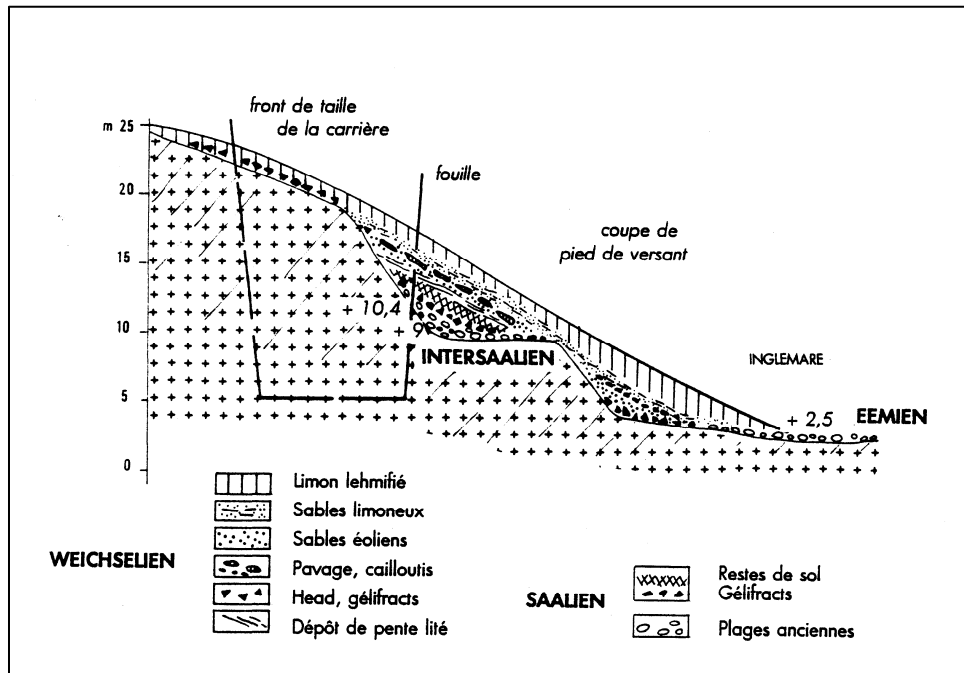 front de taille
de la carrière
m 25
fouille
20
coupe de
pied de versant
15
+ 10,4
10
INTERSAALIEN
INGLEMARE
5
+ 2,5
EEMIEN
0
Limon lehmifié
Sables limoneux
Sables éoliens
WEICHSELIEN
Pavage, cailloutis
Head, gélifracts
Dépôt de pente lité
SAALIEN
Restes de sol
Gélifracts
Plages anciennes